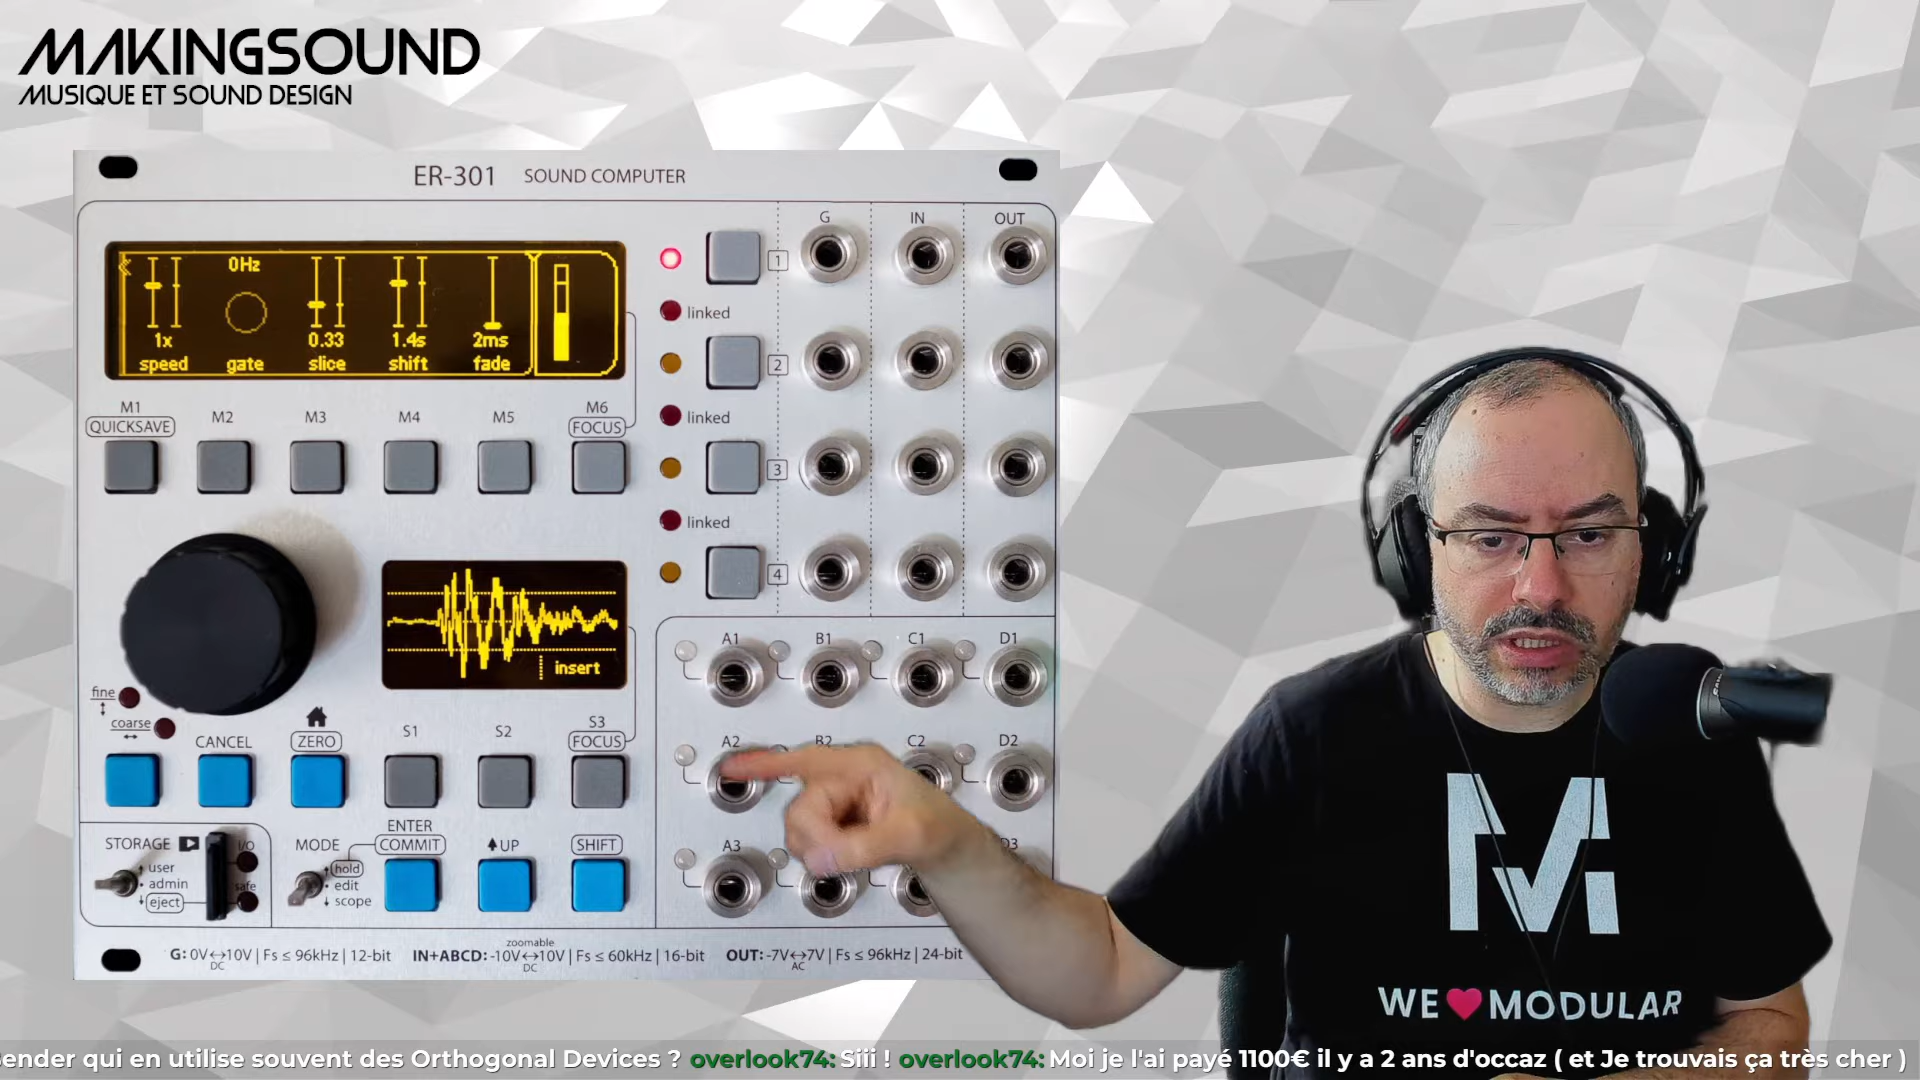 MAKINGSOUND
MUSIQUE ET SOUND DESIGN
ER-301 SOUND COMPUTER
G IN OUT
0Hz
1x 0.33 1.4s 2ms
speed gate slice shift fade
1
linked
2
linked
3
linked
4
M1 M2 M3 M4 M5 M6
QUICKSAVE FOCUS
insert
fine
coarse
CANCEL ZERO S1 S2 S3
FOCUS
A1 B1 C1 D1
A2 B2 C2 D2
A3 D3
STORAGE I/O
user
admin
eject
safe
MODE
hold
edit
scope
ENTER
COMMIT
UP
SHIFT
G: 0V↔10V | Fs ≤ 96kHz | 12-bit
DC
IN+ABCD: -10V↔10V | Fs ≤ 60kHz | 16-bit
zoomable
DC
OUT: -7V↔7V | Fs ≤ 96kHz | 24-bit
AC
WE ❤ MODULAR
ender qui en utilise souvent des Orthogonal Devices ? overlook74: Siii ! overlook74: Moi je l'ai payé 1100€ il y a 2 ans d'occaz ( et Je trouvais ça très cher )